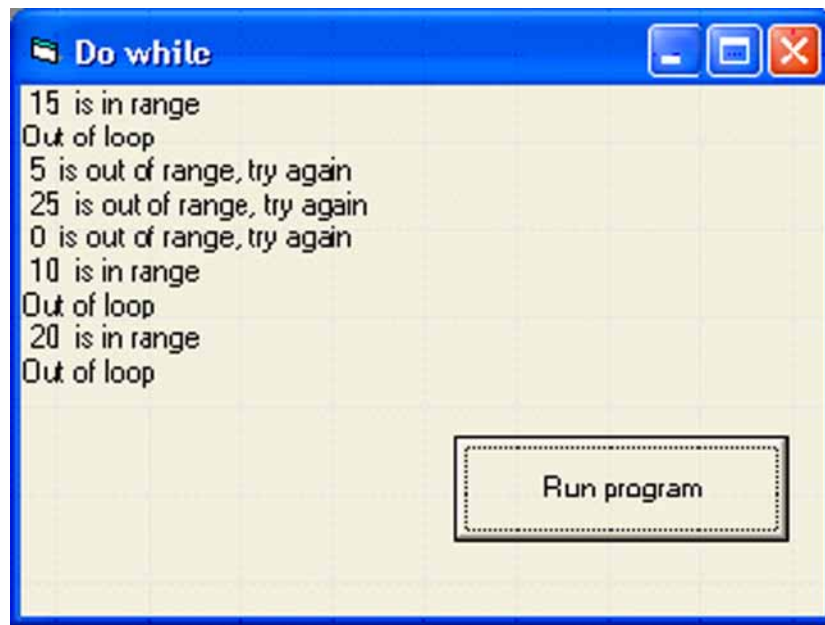 Do while
15 is in range
Out of loop
5 is out of range, try again
25 is out of range, try again
0 is out of range, try again
10 is in range
Out of loop
20 is in range
Out of loop
Run program